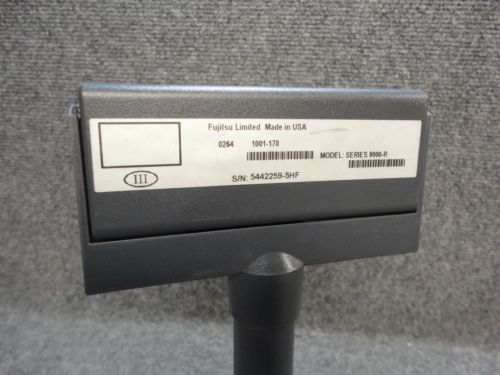 Fujitsu Limited Made in USA
0264 1001-170
MODEL: SERIES 9000-R
III
S/N: 5442259-5HF